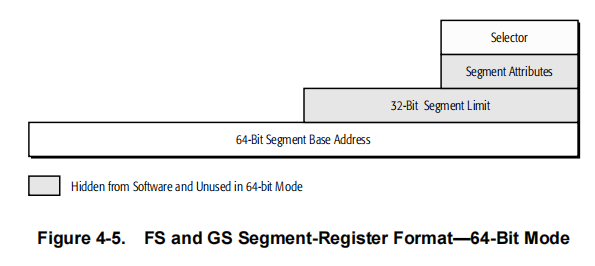 Selector
Segment Attributes
32-Bit Segment Limit
64-Bit Segment Base Address
Hidden from Software and Unused in 64-bit Mode
Figure 4-5. FS and GS Segment-Register Format—64-Bit Mode